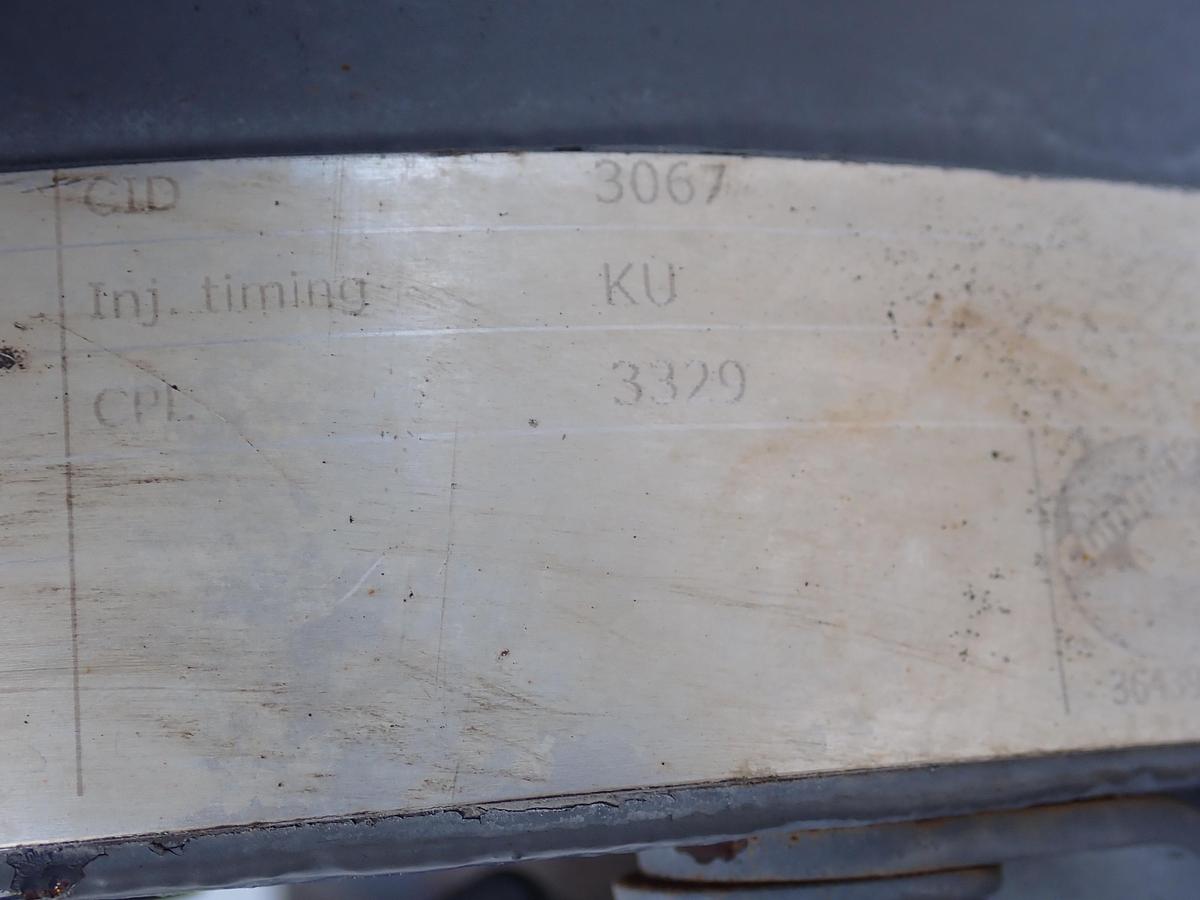 CID 3067
Inj. timing KU
CPL 3329